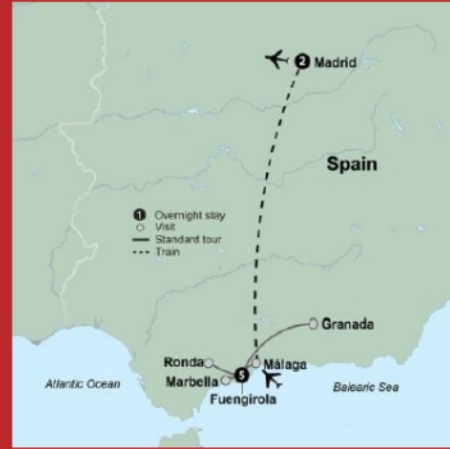 2 Madrid
Spain
1 Overnight stay
Visit
Standard tour
Train
Granada
Ronda
Málaga
5
Marbella
Fuengirola
Atlantic Ocean
Balearic Sea